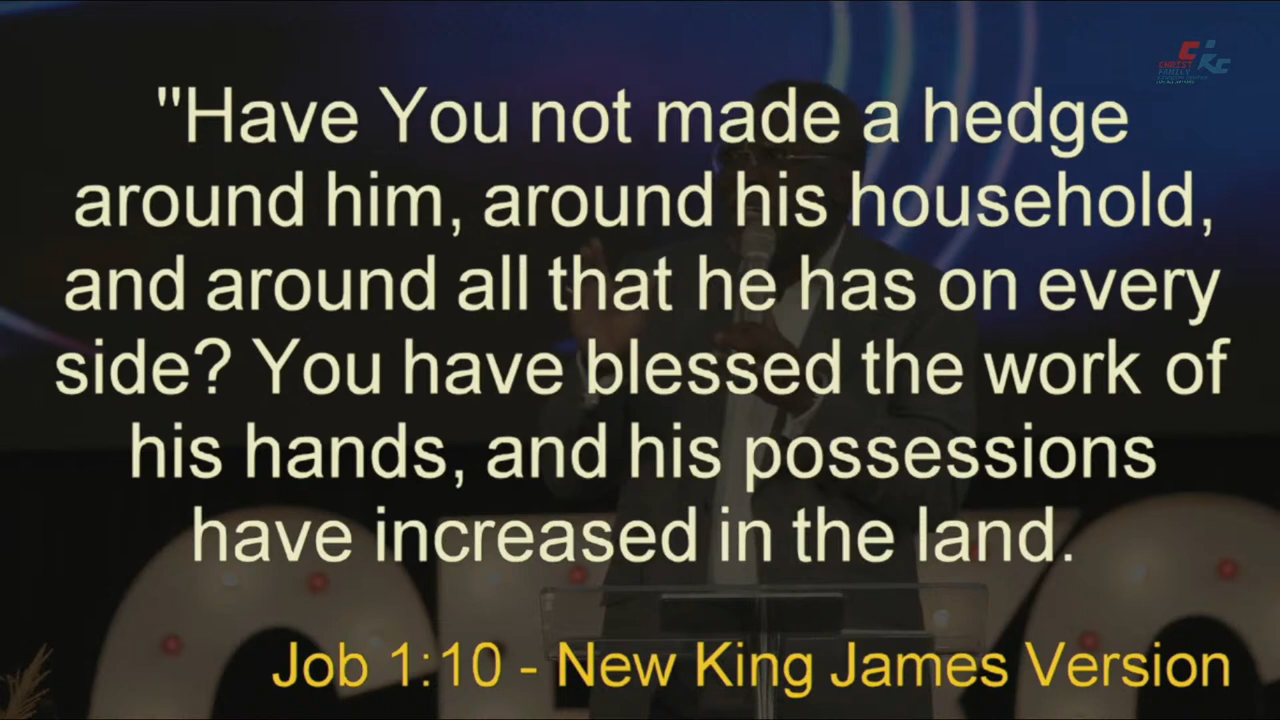 CHRIST
FAMILY
"Have You not made a hedge
around him, around his household,
and around all that he has on every
side? You have blessed the work of
his hands, and his possessions
have increased in the land.
Job 1:10 - New King James Version